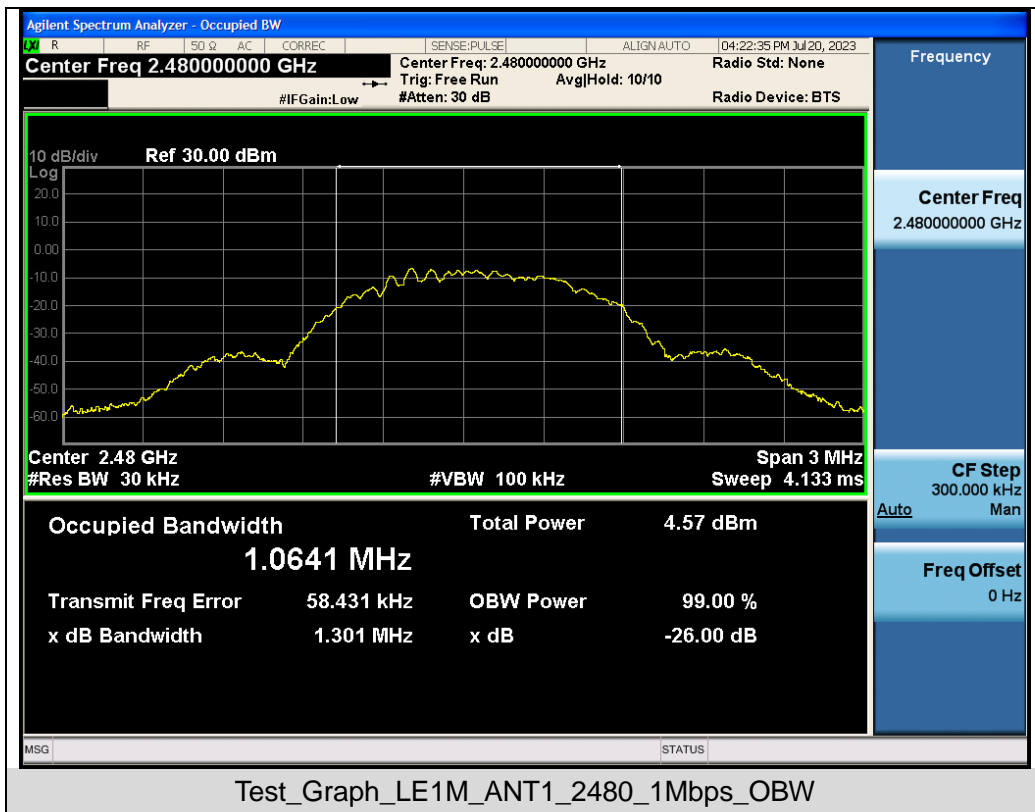 Agilent Spectrum Analyzer - Occupied BW
LXI R RF 50 Ω AC CORREC SENSE:PULSE ALIGN AUTO 04:22:35 PM Jul 20, 2023
Center Freq 2.480000000 GHz
Center Freq: 2.480000000 GHz Radio Std: None
Trig: Free Run Avg|Hold: 10/10
#IFGain:Low #Atten: 30 dB Radio Device: BTS
10 dB/div Ref 30.00 dBm
Log
20.0
10.0
0.00
-10.0
-20.0
-30.0
-40.0
-50.0
-60.0
Center 2.48 GHz Span 3 MHz
#Res BW 30 kHz #VBW 100 kHz Sweep 4.133 ms
Occupied Bandwidth Total Power 4.57 dBm
1.0641 MHz
Transmit Freq Error 58.431 kHz OBW Power 99.00 %
x dB Bandwidth 1.301 MHz x dB -26.00 dB
MSG STATUS
Frequency
Center Freq
2.480000000 GHz
CF Step
300.000 kHz
Auto Man
Freq Offset
0 Hz
Test_Graph_LE1M_ANT1_2480_1Mbps_OBW